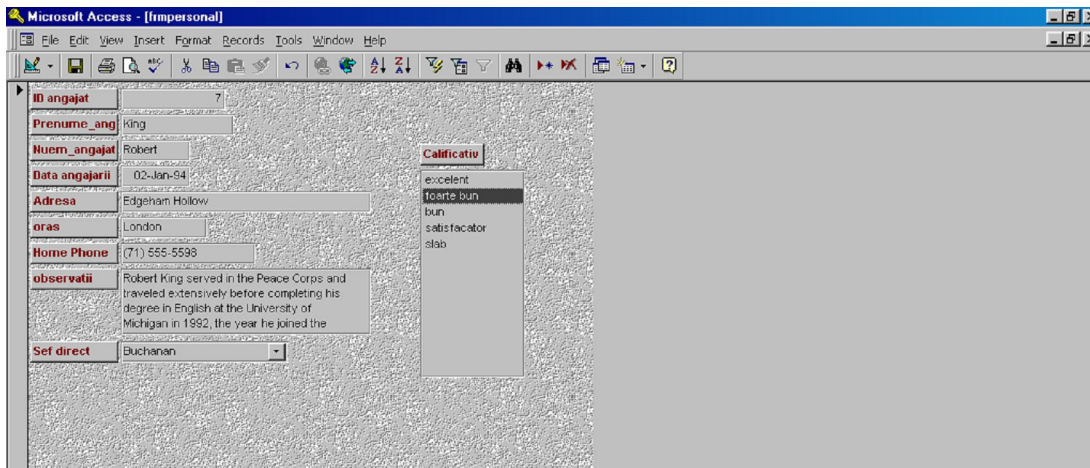 Microsoft Access - [frmpersonal]
File Edit View Insert Format Records Tools Window Help
ID angajat 7
Prenume_ang King
Nuem_angajat Robert
Data angajarii 02-Jan-94
Adresa Edgeham Hollow
oras London
Home Phone (71) 555-5598
observatii Robert King served in the Peace Corps and
traveled extensively before completing his
degree in English at the University of
Michigan in 1992, the year he joined the
Sef direct Buchanan
Calificativ
excelent
foarte bun
bun
satisfacator
slab